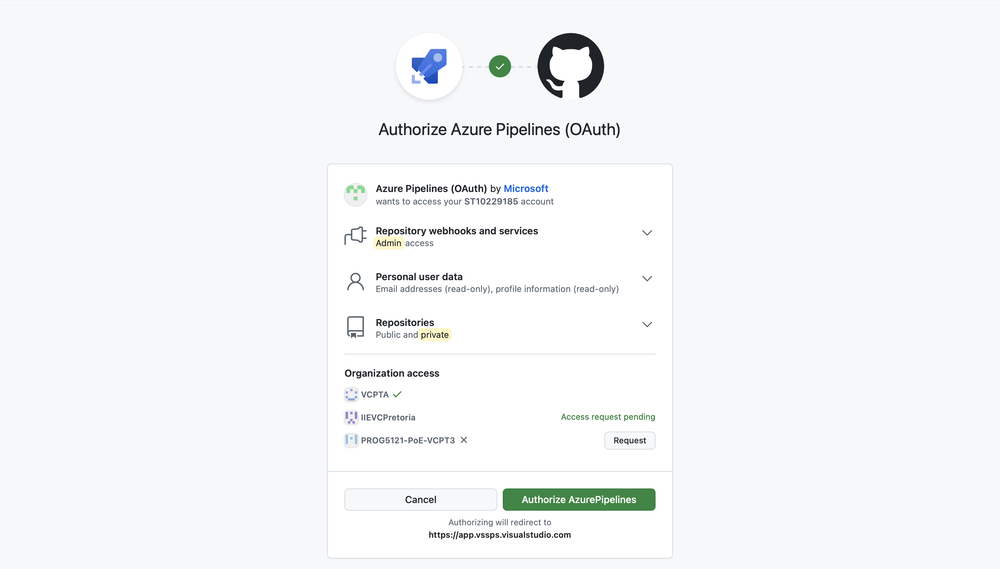 Authorize Azure Pipelines (OAuth)
Azure Pipelines (OAuth) by Microsoft
wants to access your ST10229185 account
Repository webhooks and services
Admin access
Personal user data
Email addresses (read-only), profile information (read-only)
Repositories
Public and private
Organization access
VCPTA
IIEVCPretoria Access request pending
PROG5121-PoE-VCPT3 Request
Cancel Authorize AzurePipelines
Authorizing will redirect to
https://app.vssps.visualstudio.com